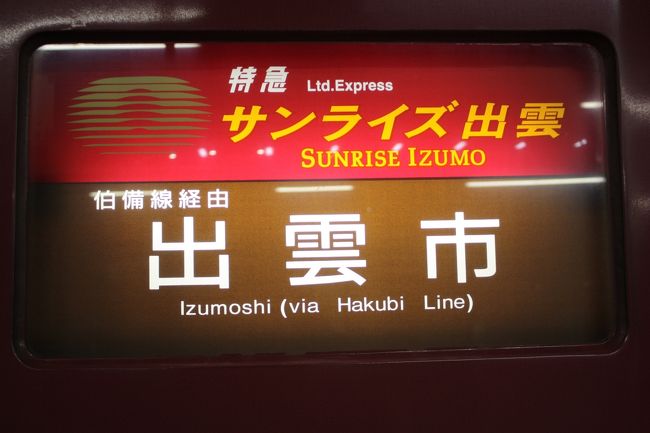 特急 Ltd.Express
サンライズ出雲
SUNRISE IZUMO
伯備線経由
出雲市
Izumoshi (via Hakubi Line)